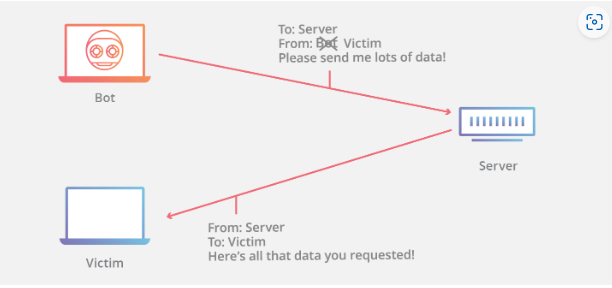 To: Server
From: Bot Victim
Please send me lots of data!
Bot
Server
From: Server
To: Victim
Here's all that data you requested!
Victim